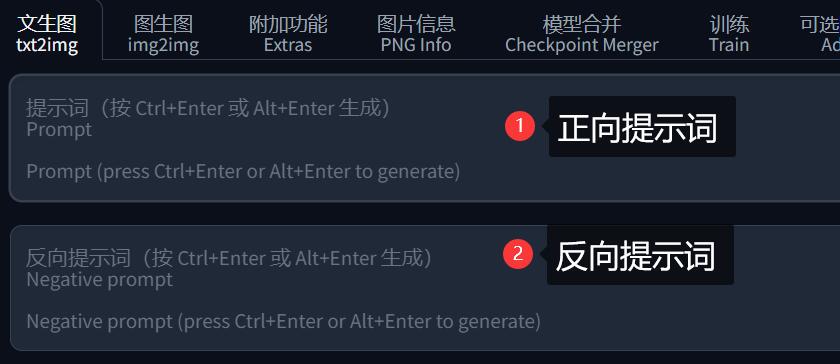 文生图 图生图 附加功能 图片信息 模型合并 训练 可选
txt2img img2img Extras PNG Info Checkpoint Merger Train Ad
提示词（按 Ctrl+Enter 或 Alt+Enter 生成）
Prompt
1 正向提示词
Prompt (press Ctrl+Enter or Alt+Enter to generate)
反向提示词（按 Ctrl+Enter 或 Alt+Enter 生成）
2 反向提示词
Negative prompt
Negative prompt (press Ctrl+Enter or Alt+Enter to generate)